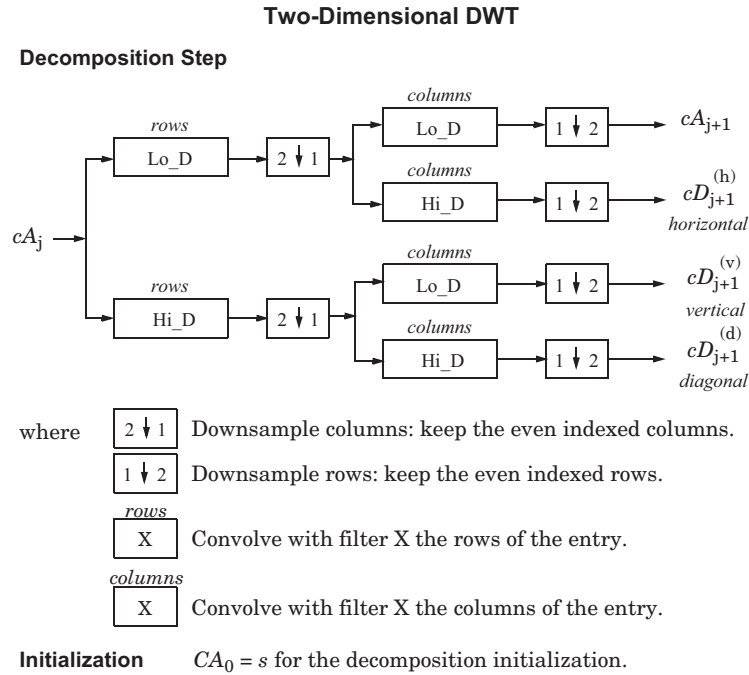 Two-Dimensional DWT
Decomposition Step
columns
rows
Lo_D
1 2
cA_{j+1}
Lo_D
2 1
columns
Hi_D
1 2
cD_{j+1}^{(h)}
horizontal
cA_j
columns
rows
Lo_D
1 2
cD_{j+1}^{(v)}
vertical
Hi_D
2 1
columns
Hi_D
1 2
cD_{j+1}^{(d)}
diagonal
where 2 1 Downsample columns: keep the even indexed columns.
1 2 Downsample rows: keep the even indexed rows.
rows
X Convolve with filter X the rows of the entry.
columns
X Convolve with filter X the columns of the entry.
Initialization CA_0 = s for the decomposition initialization.